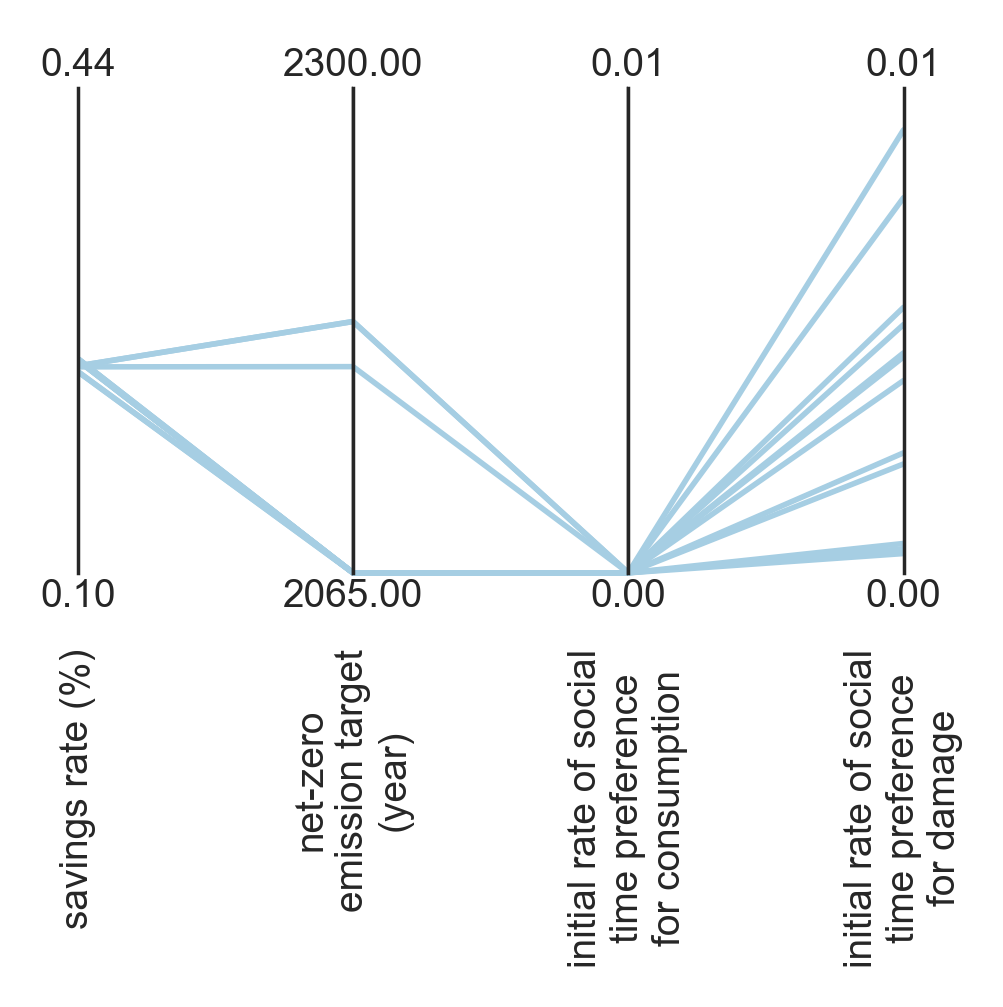 0.44
2300.00
0.01
0.01
0.10
2065.00
0.00
0.00
savings rate (%)
net-zero
emission target
(year)
initial rate of social
time preference
for consumption
initial rate of social
time preference
for damage